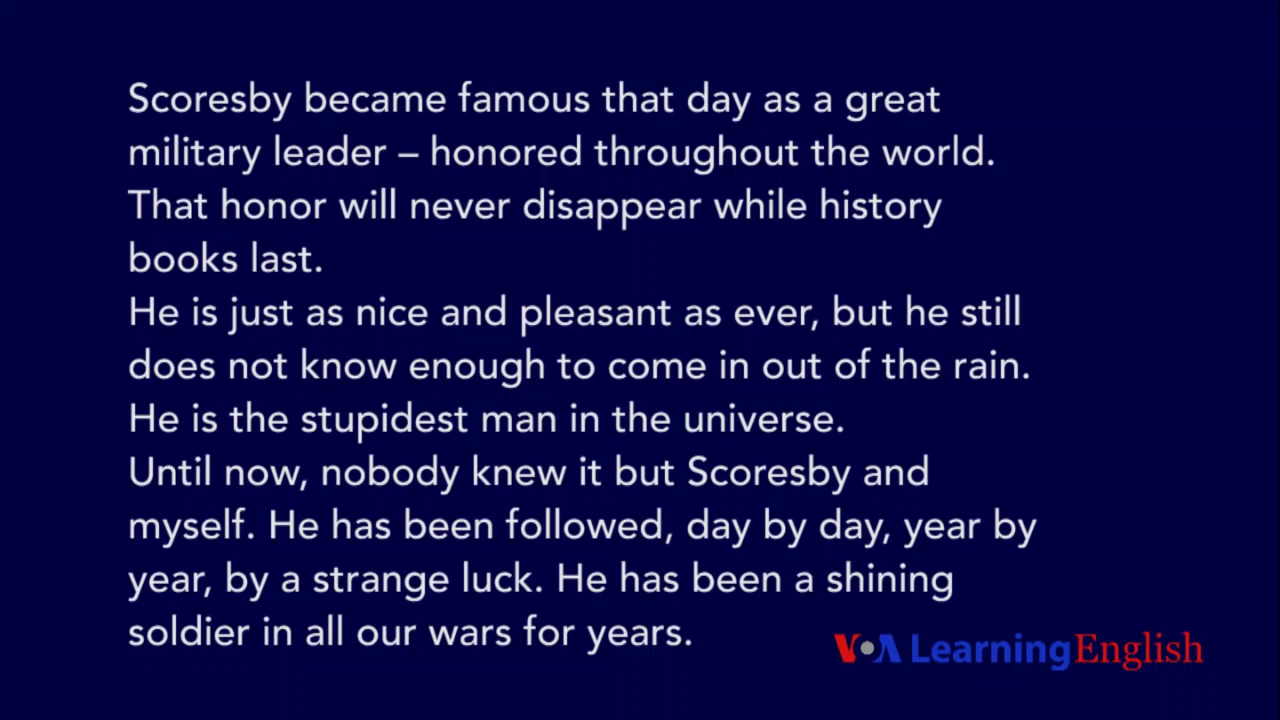 Scoresby became famous that day as a great
military leader – honored throughout the world.
That honor will never disappear while history
books last.
He is just as nice and pleasant as ever, but he still
does not know enough to come in out of the rain.
He is the stupidest man in the universe.
Until now, nobody knew it but Scoresby and
myself. He has been followed, day by day, year by
year, by a strange luck. He has been a shining
soldier in all our wars for years.
VOA Learning English